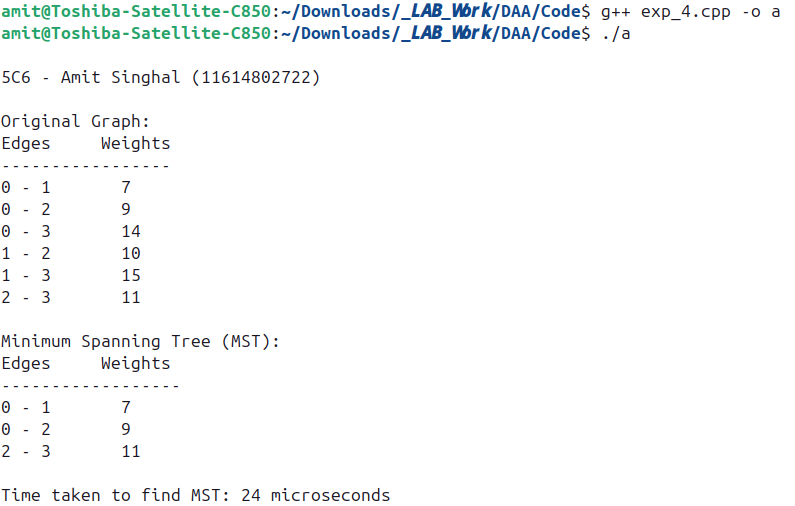 amit@Toshiba-Satellite-C850:~/Downloads/_LAB_Work/DAA/Code$ g++ exp_4.cpp -o a
amit@Toshiba-Satellite-C850:~/Downloads/_LAB_Work/DAA/Code$ ./a
5C6 - Amit Singhal (11614802722)
Original Graph:
Edges     Weights
-----------------
0 - 1       7
0 - 2       9
0 - 3       14
1 - 2       10
1 - 3       15
2 - 3       11
Minimum Spanning Tree (MST):
Edges     Weights
------------------
0 - 1       7
0 - 2       9
2 - 3       11
Time taken to find MST: 24 microseconds